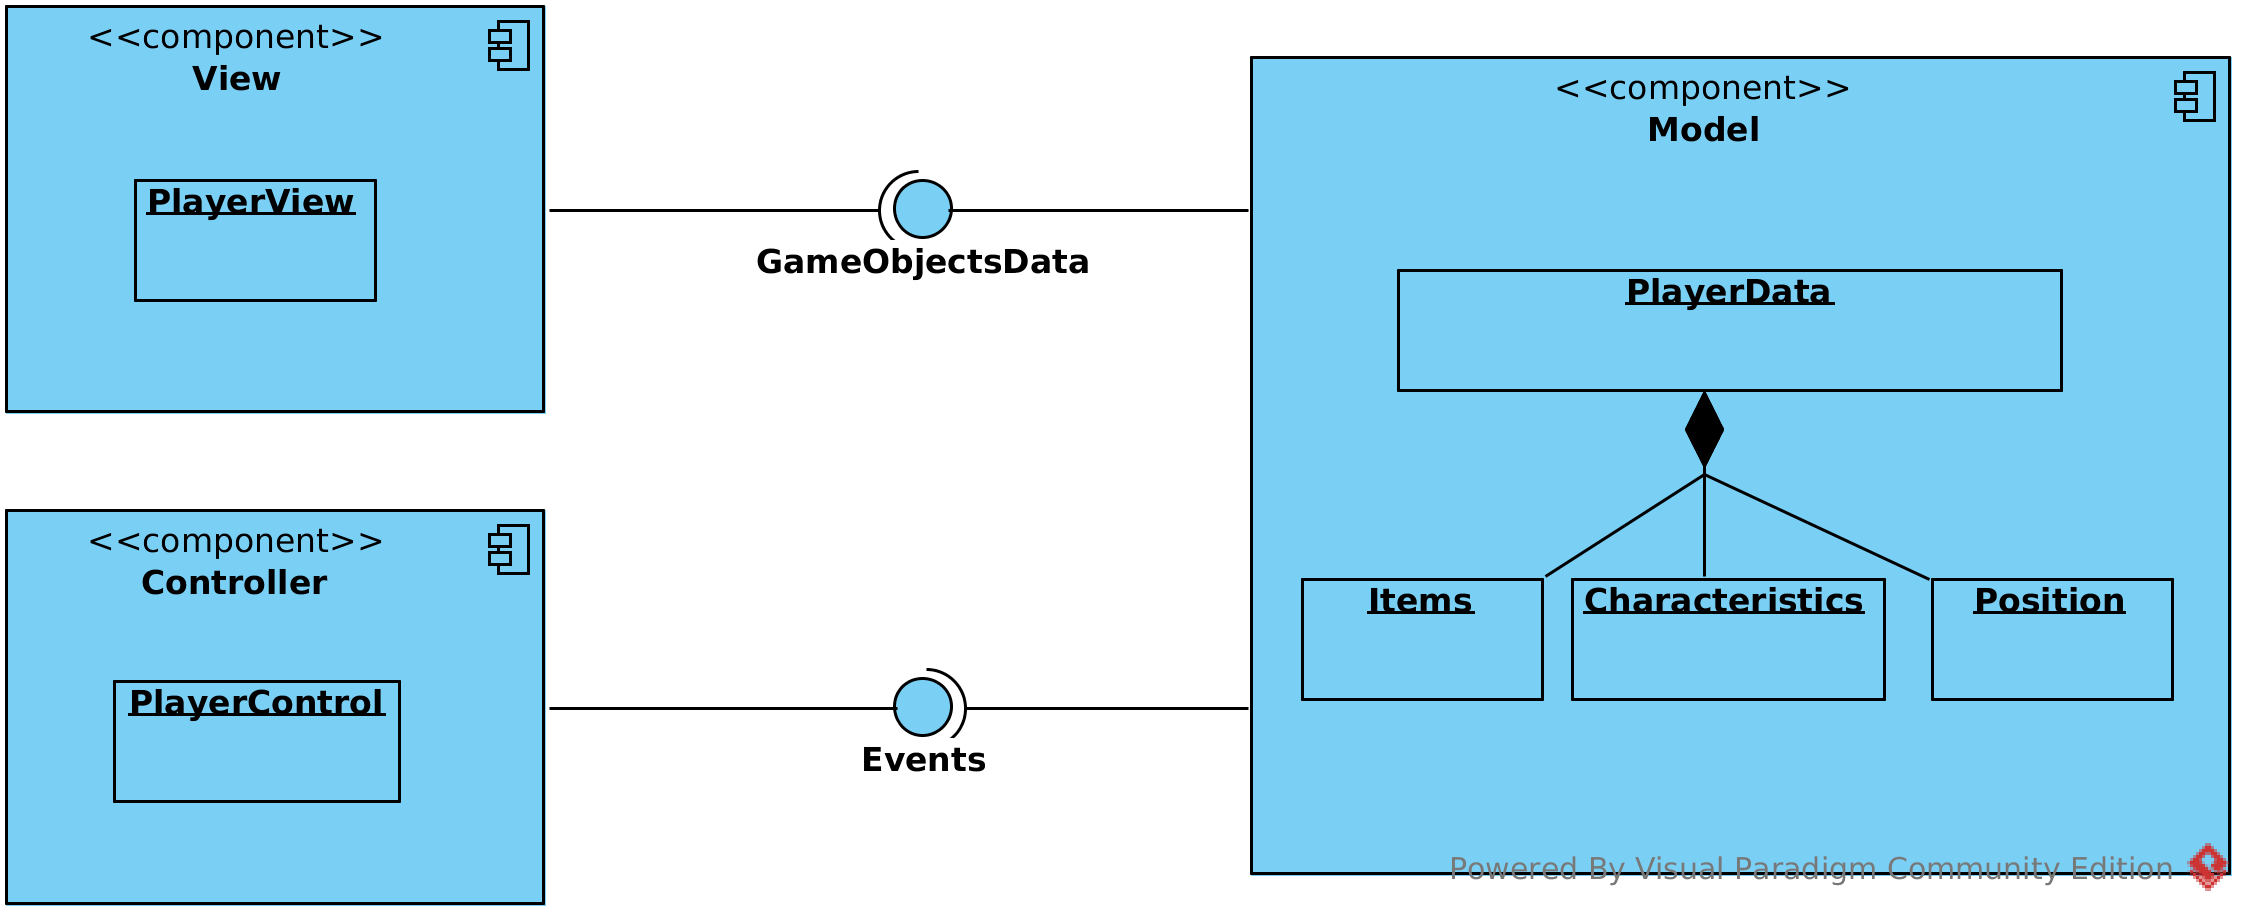 <<component>>
View
PlayerView
GameObjectsData
<<component>>
Model
PlayerData
Items
Characteristics
Position
<<component>>
Controller
PlayerControl
Events
Powered By Visual Paradigm Community Edition